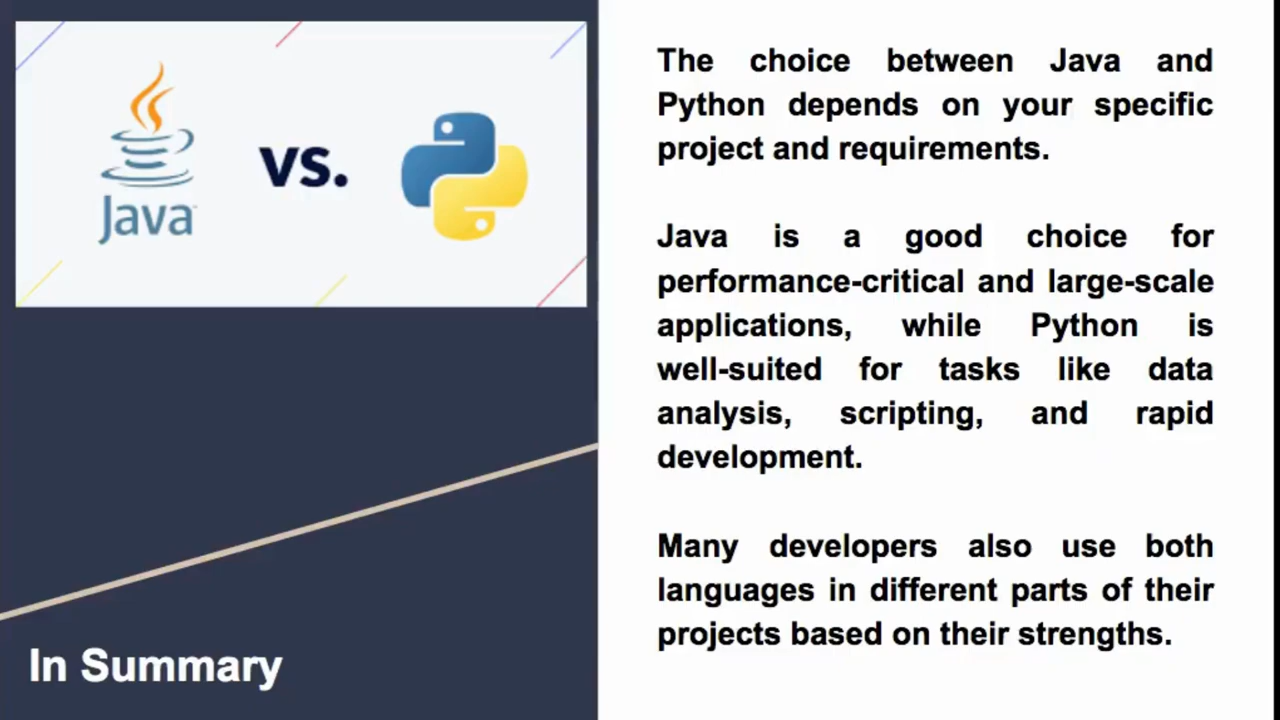 Java
vs.
In Summary
The choice between Java and
Python depends on your specific
project and requirements.
Java is a good choice for
performance-critical and large-scale
applications, while Python is
well-suited for tasks like data
analysis, scripting, and rapid
development.
Many developers also use both
languages in different parts of their
projects based on their strengths.